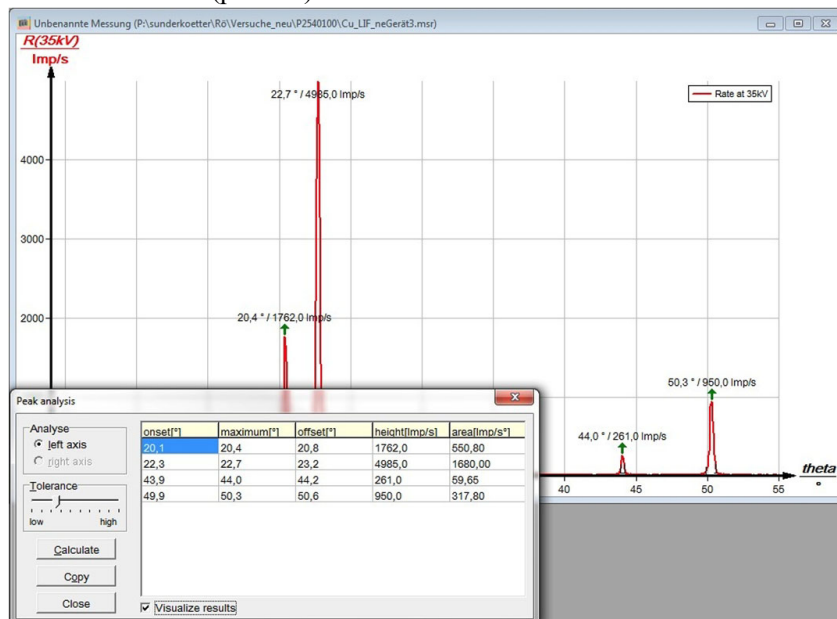 Unbenannte Messung (P:\sunderkoetter\Rö\Versuche_neu\P2540100\Cu_LIF_neGerät3.msr)
R(35kV)
Imp/s
22,7 ° / 4985,0 Imp/s
Rate at 35kV
4000
3000
2000
20,4 ° / 1762,0 Imp/s
50,3 ° / 950,0 Imp/s
44,0 ° / 261,0 Imp/s
theta
°
40 45 50 55
Peak analysis
Analyse
left axis
right axis
Tolerance
low high
Calculate
Copy
Close
onset[°] maximum[°] offset[°] height[Imp/s] area[Imp/s*°]
20,1 20,4 20,8 1762,0 550,80
22,3 22,7 23,2 4985,0 1680,00
43,9 44,0 44,2 261,0 59,65
49,9 50,3 50,6 950,0 317,80
Visualize results